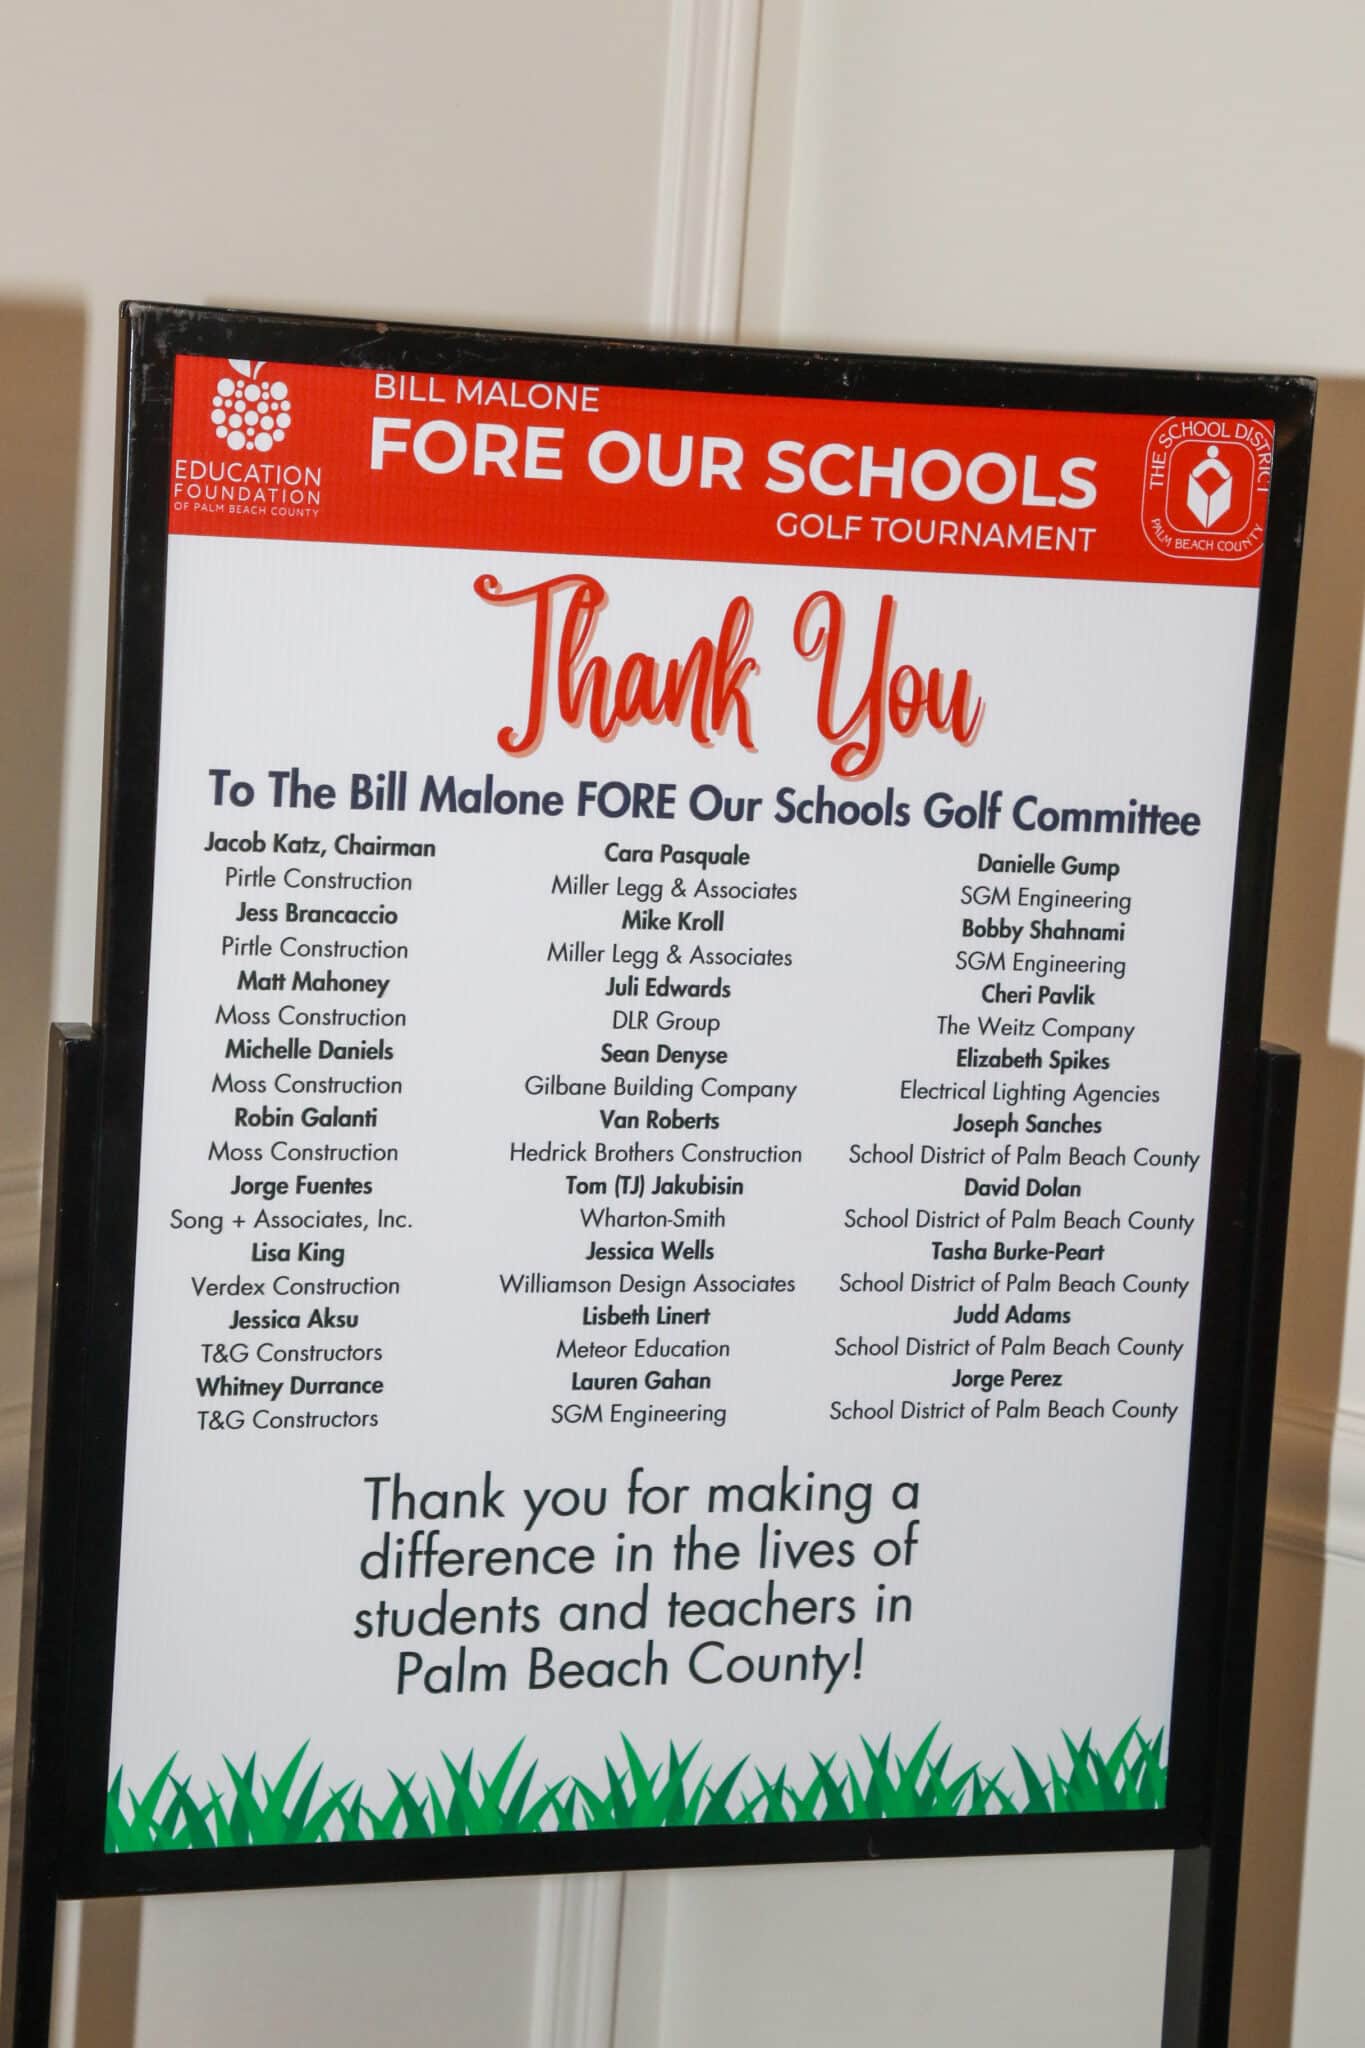 EDUCATION
FOUNDATION
OF PALM BEACH COUNTY
BILL MALONE
FORE OUR SCHOOLS
GOLF TOURNAMENT
THE SCHOOL DISTRICT
PALM BEACH COUNTY
Thank You
To The Bill Malone FORE Our Schools Golf Committee
Jacob Katz, Chairman
Pirtle Construction
Jess Brancaccio
Pirtle Construction
Matt Mahoney
Moss Construction
Michelle Daniels
Moss Construction
Robin Galanti
Moss Construction
Jorge Fuentes
Song + Associates, Inc.
Lisa King
Verdex Construction
Jessica Aksu
T&G Constructors
Whitney Durrance
T&G Constructors
Cara Pasquale
Miller Legg & Associates
Mike Kroll
Miller Legg & Associates
Juli Edwards
DLR Group
Sean Denyse
Gilbane Building Company
Van Roberts
Hedrick Brothers Construction
Tom (TJ) Jakubisin
Wharton-Smith
Jessica Wells
Williamson Design Associates
Lisbeth Linert
Meteor Education
Lauren Gahan
SGM Engineering
Danielle Gump
SGM Engineering
Bobby Shahnami
SGM Engineering
Cheri Pavlik
The Weitz Company
Elizabeth Spikes
Electrical Lighting Agencies
Joseph Sanches
School District of Palm Beach County
David Dolan
School District of Palm Beach County
Tasha Burke-Peart
School District of Palm Beach County
Judd Adams
School District of Palm Beach County
Jorge Perez
School District of Palm Beach County
Thank you for making a
difference in the lives of
students and teachers in
Palm Beach County!